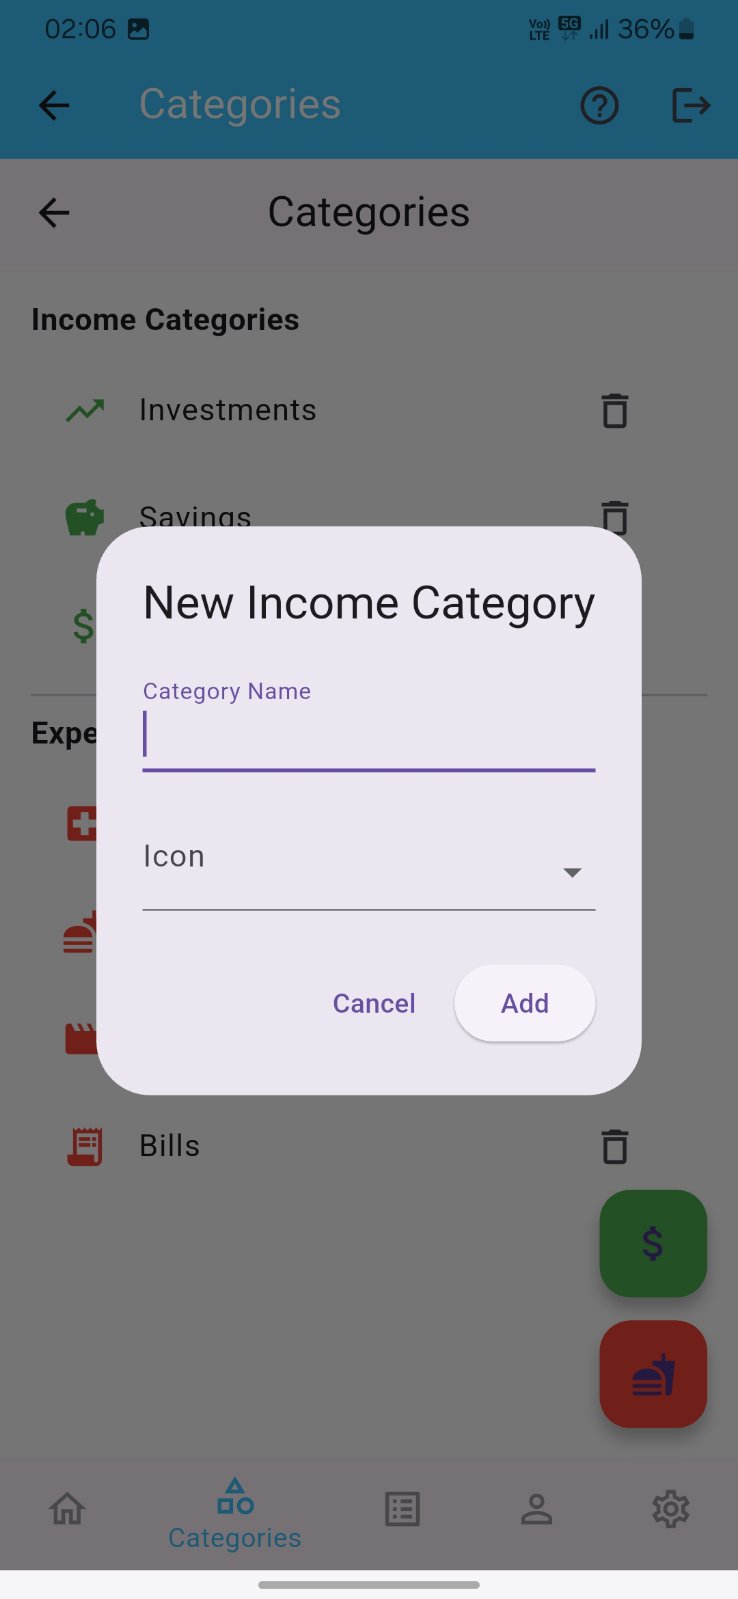 02:06 Vo)) LTE 5G 36%
Categories
Categories
Income Categories
Investments
Savings
$
New Income Category
Category Name
Expe
Icon
Cancel Add
Bills
$
Categories